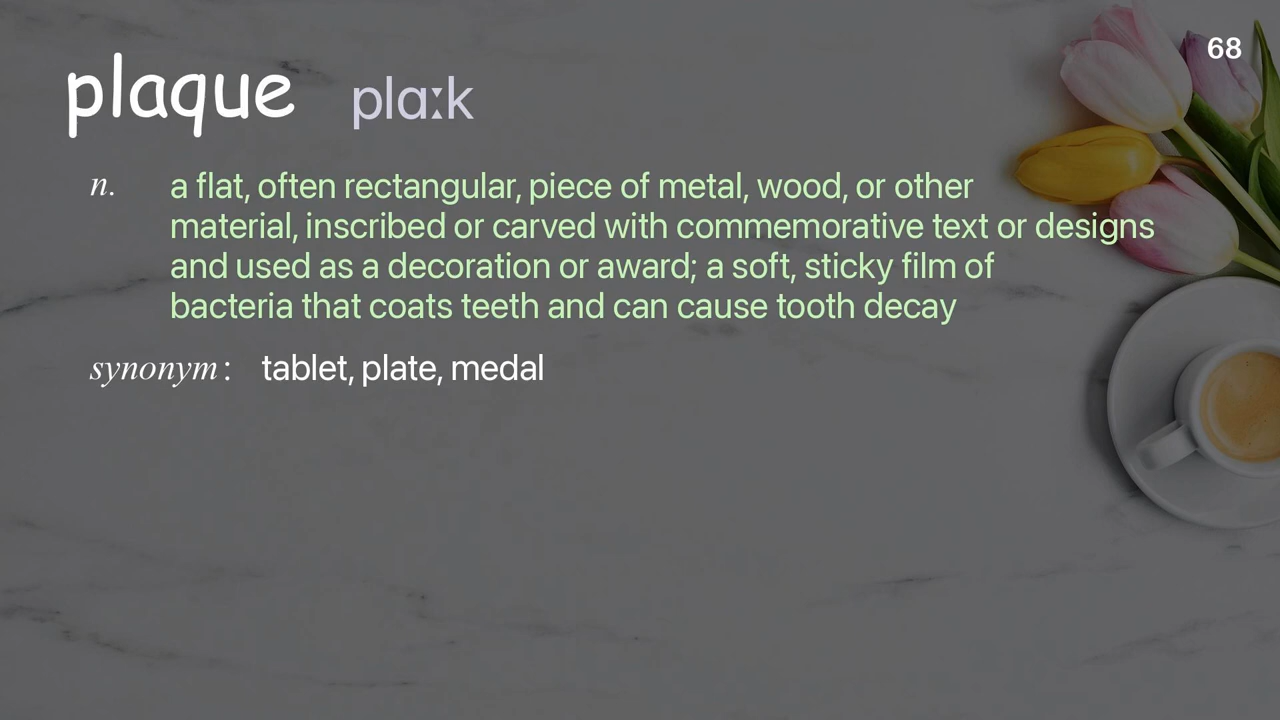 68
plaque plɑːk
n. a flat, often rectangular, piece of metal, wood, or other
material, inscribed or carved with commemorative text or designs
and used as a decoration or award; a soft, sticky film of
bacteria that coats teeth and can cause tooth decay
synonym: tablet, plate, medal